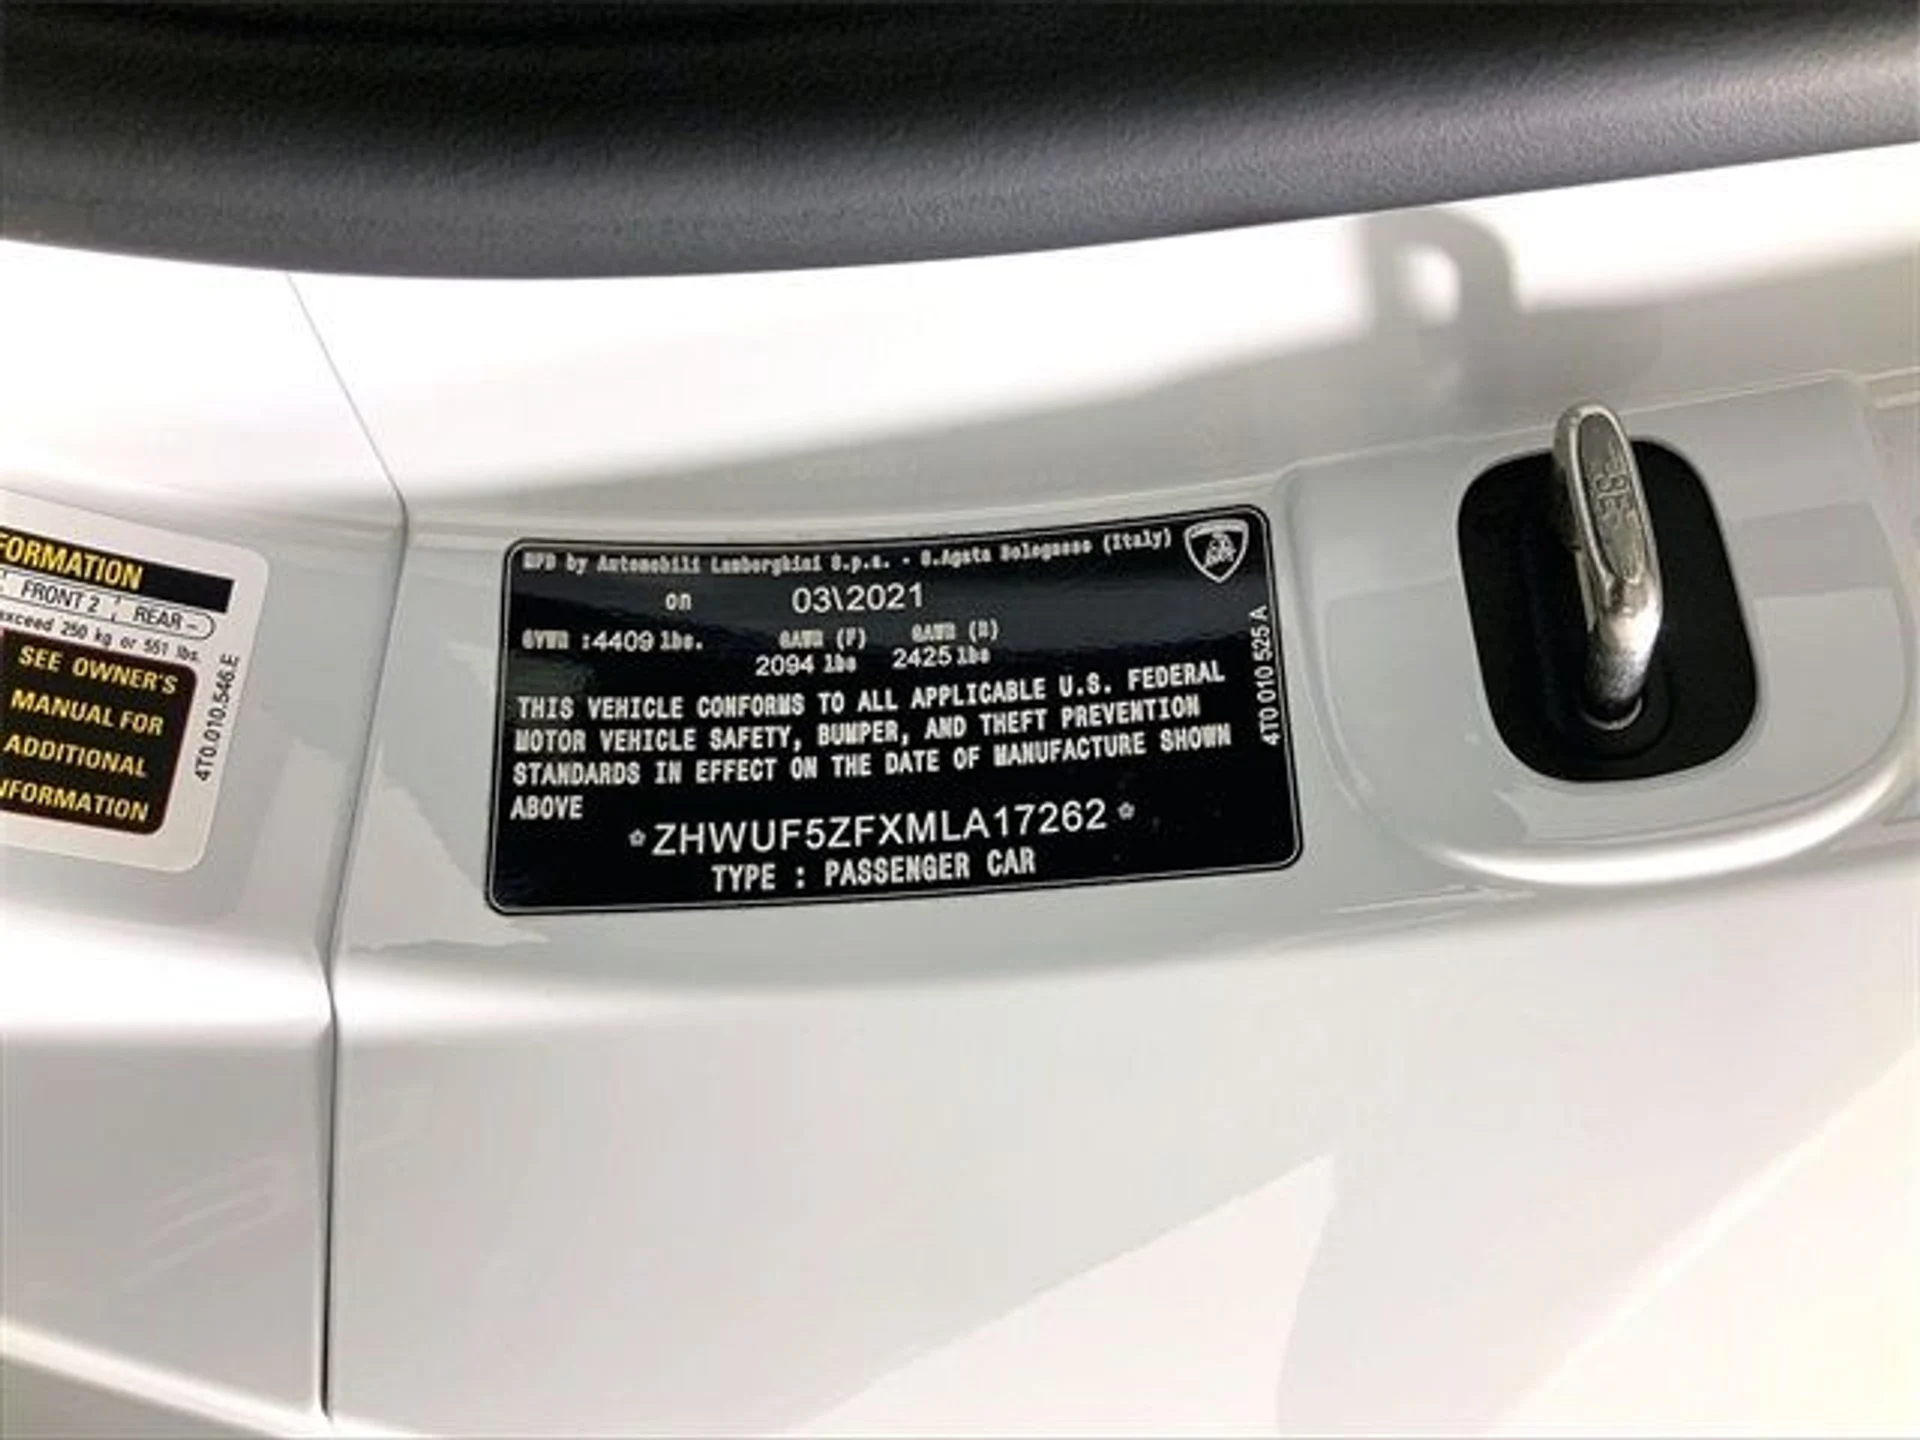 FORMATION
FRONT 2 REAR -
exceed 250 kg or 551 lbs.
SEE OWNER'S
MANUAL FOR
ADDITIONAL
NFORMATION
4T0.010.546.E
MFD by Automobili Lamborghini S.p.a. - S.Agata Bolognese (Italy)
on 03\2021
GVWR :4409 lbs. GAWR (F) GAWR (R)
2094 lbs 2425 lbs
THIS VEHICLE CONFORMS TO ALL APPLICABLE U.S. FEDERAL
MOTOR VEHICLE SAFETY, BUMPER, AND THEFT PREVENTION
STANDARDS IN EFFECT ON THE DATE OF MANUFACTURE SHOWN
ABOVE
*ZHWUF5ZFXMLA17262*
TYPE : PASSENGER CAR
4T0 010 525 A